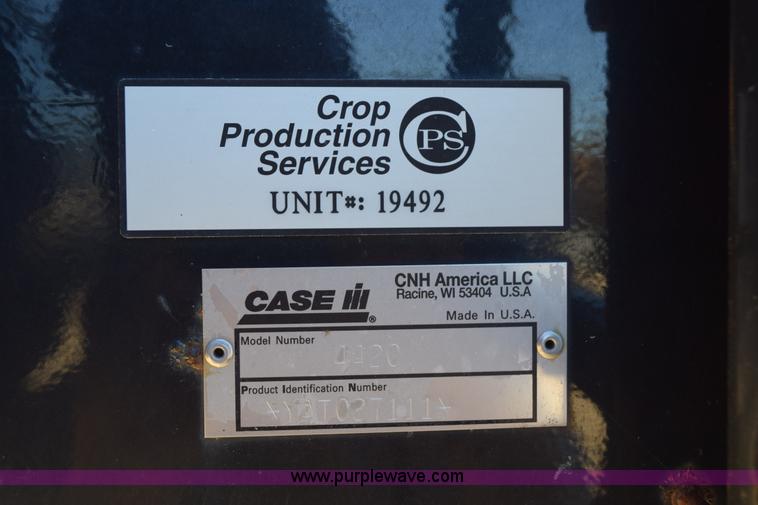 Crop
Production
Services
CPS
UNIT#: 19492
CASE IH
CNH America LLC
Racine, WI 53404 U.S.A
Made In U.S.A.
Model Number
4420
Product Identification Number
www.purplewave.com